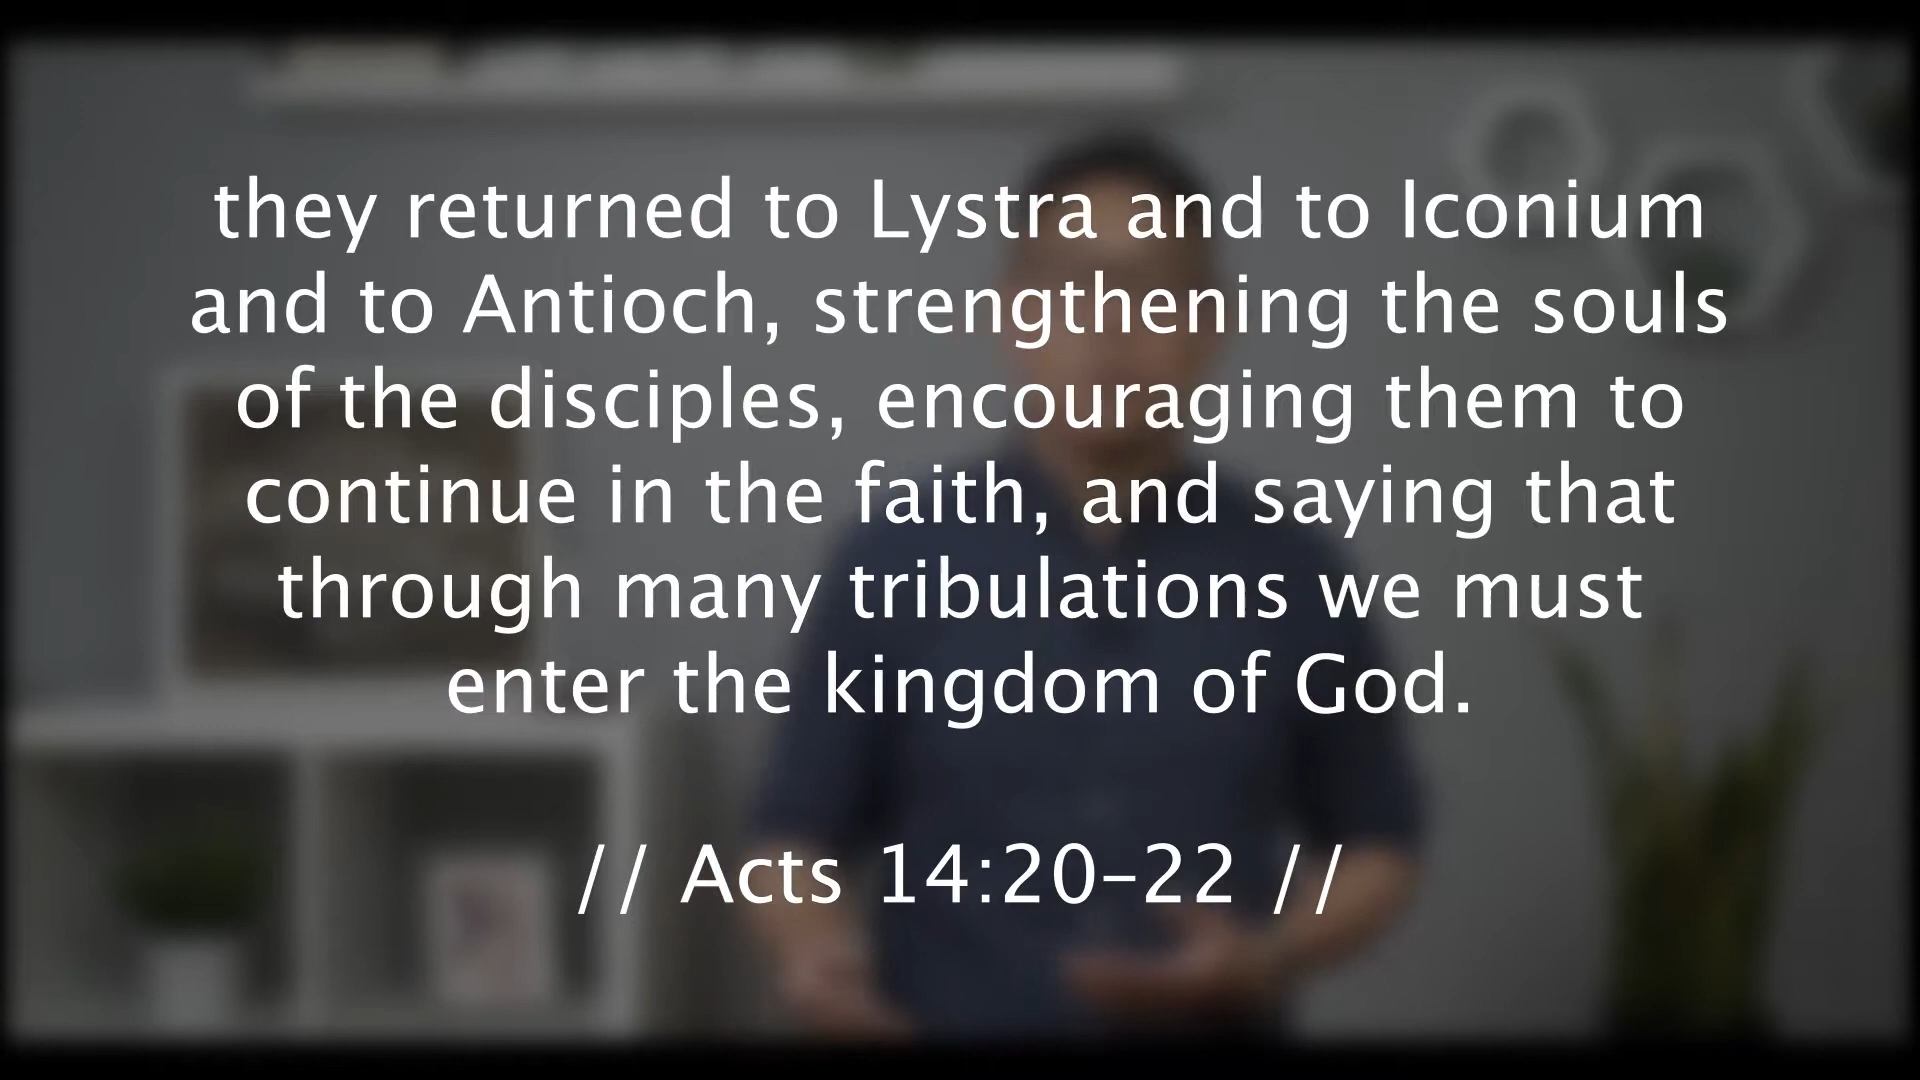 they returned to Lystra and to Iconium
and to Antioch, strengthening the souls
of the disciples, encouraging them to
continue in the faith, and saying that
through many tribulations we must
enter the kingdom of God.
// Acts 14:20–22 //